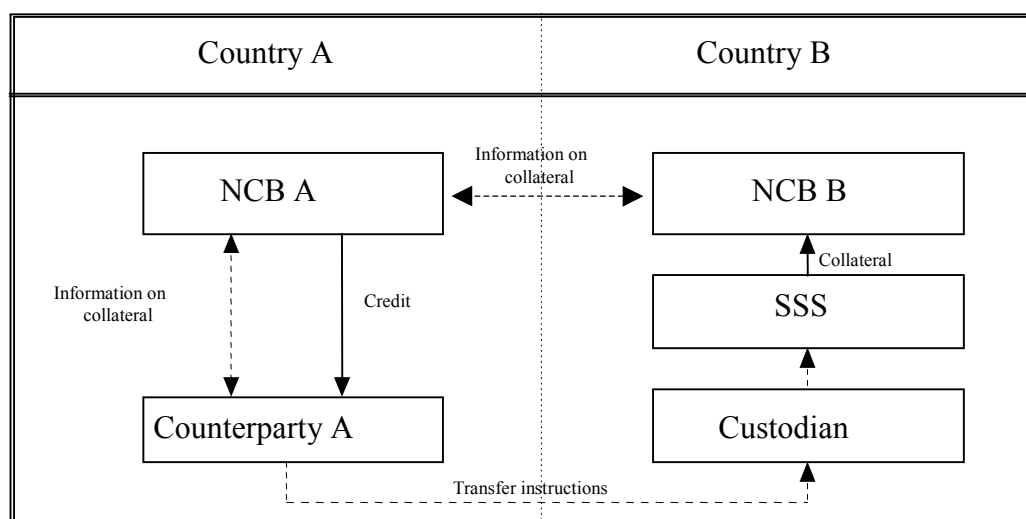 Country A
Country B
Information on
collateral
NCB A
NCB B
Collateral
Information on
collateral
Credit
SSS
Counterparty A
Custodian
Transfer instructions